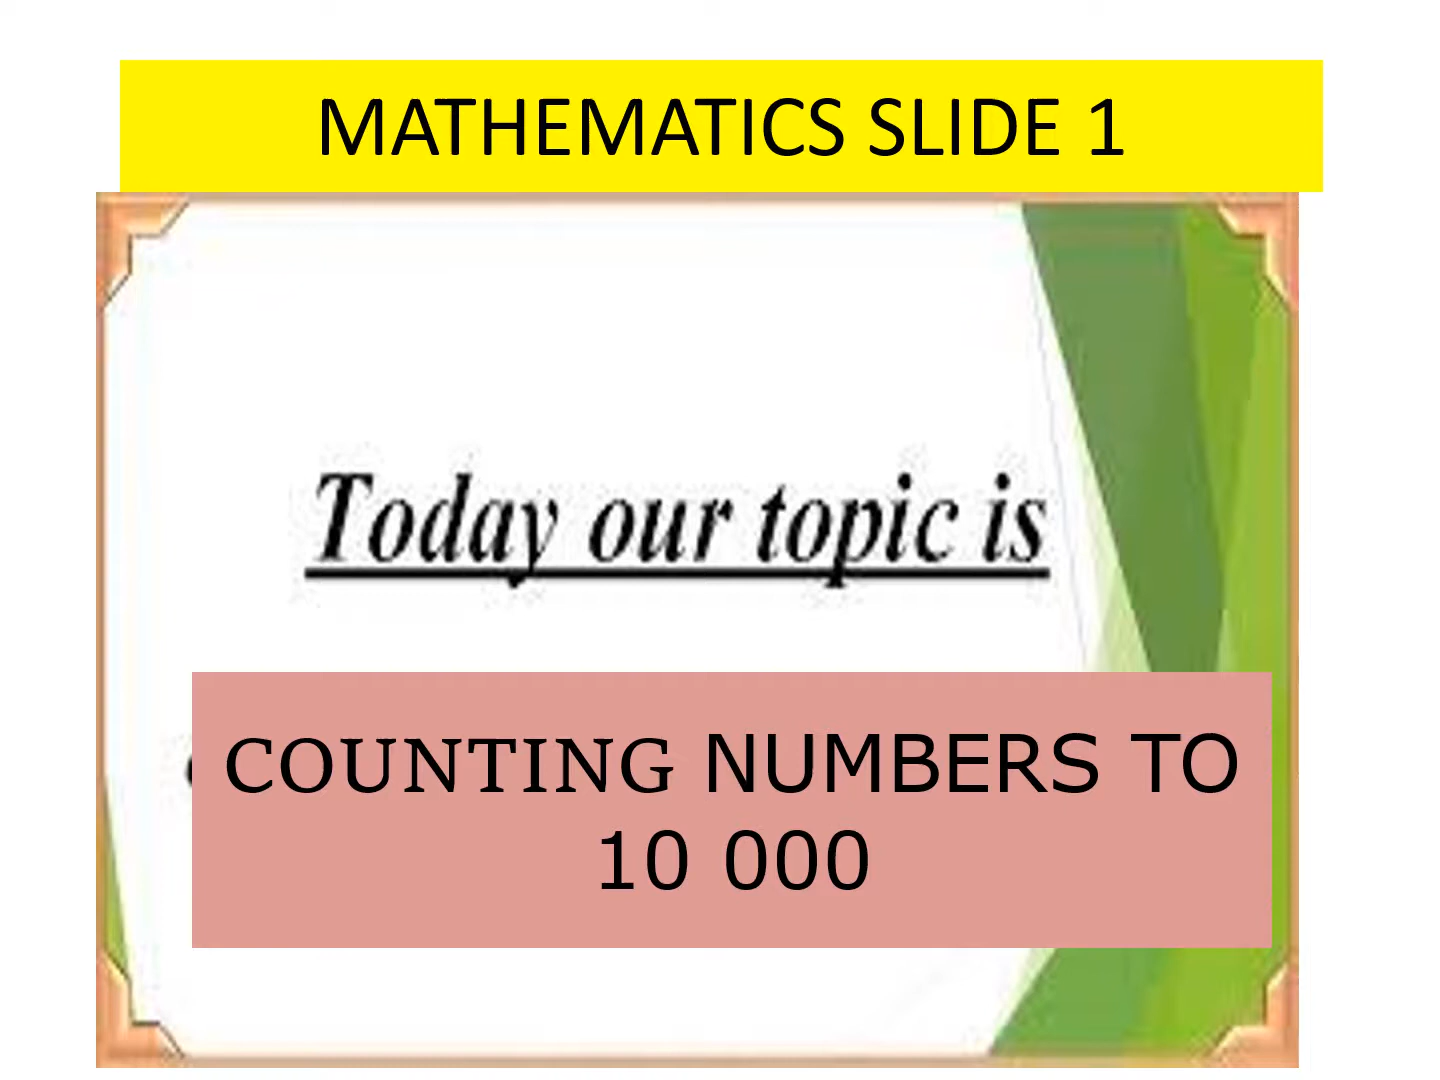 MATHEMATICS SLIDE 1
Today our topic is
COUNTING NUMBERS TO
10 000